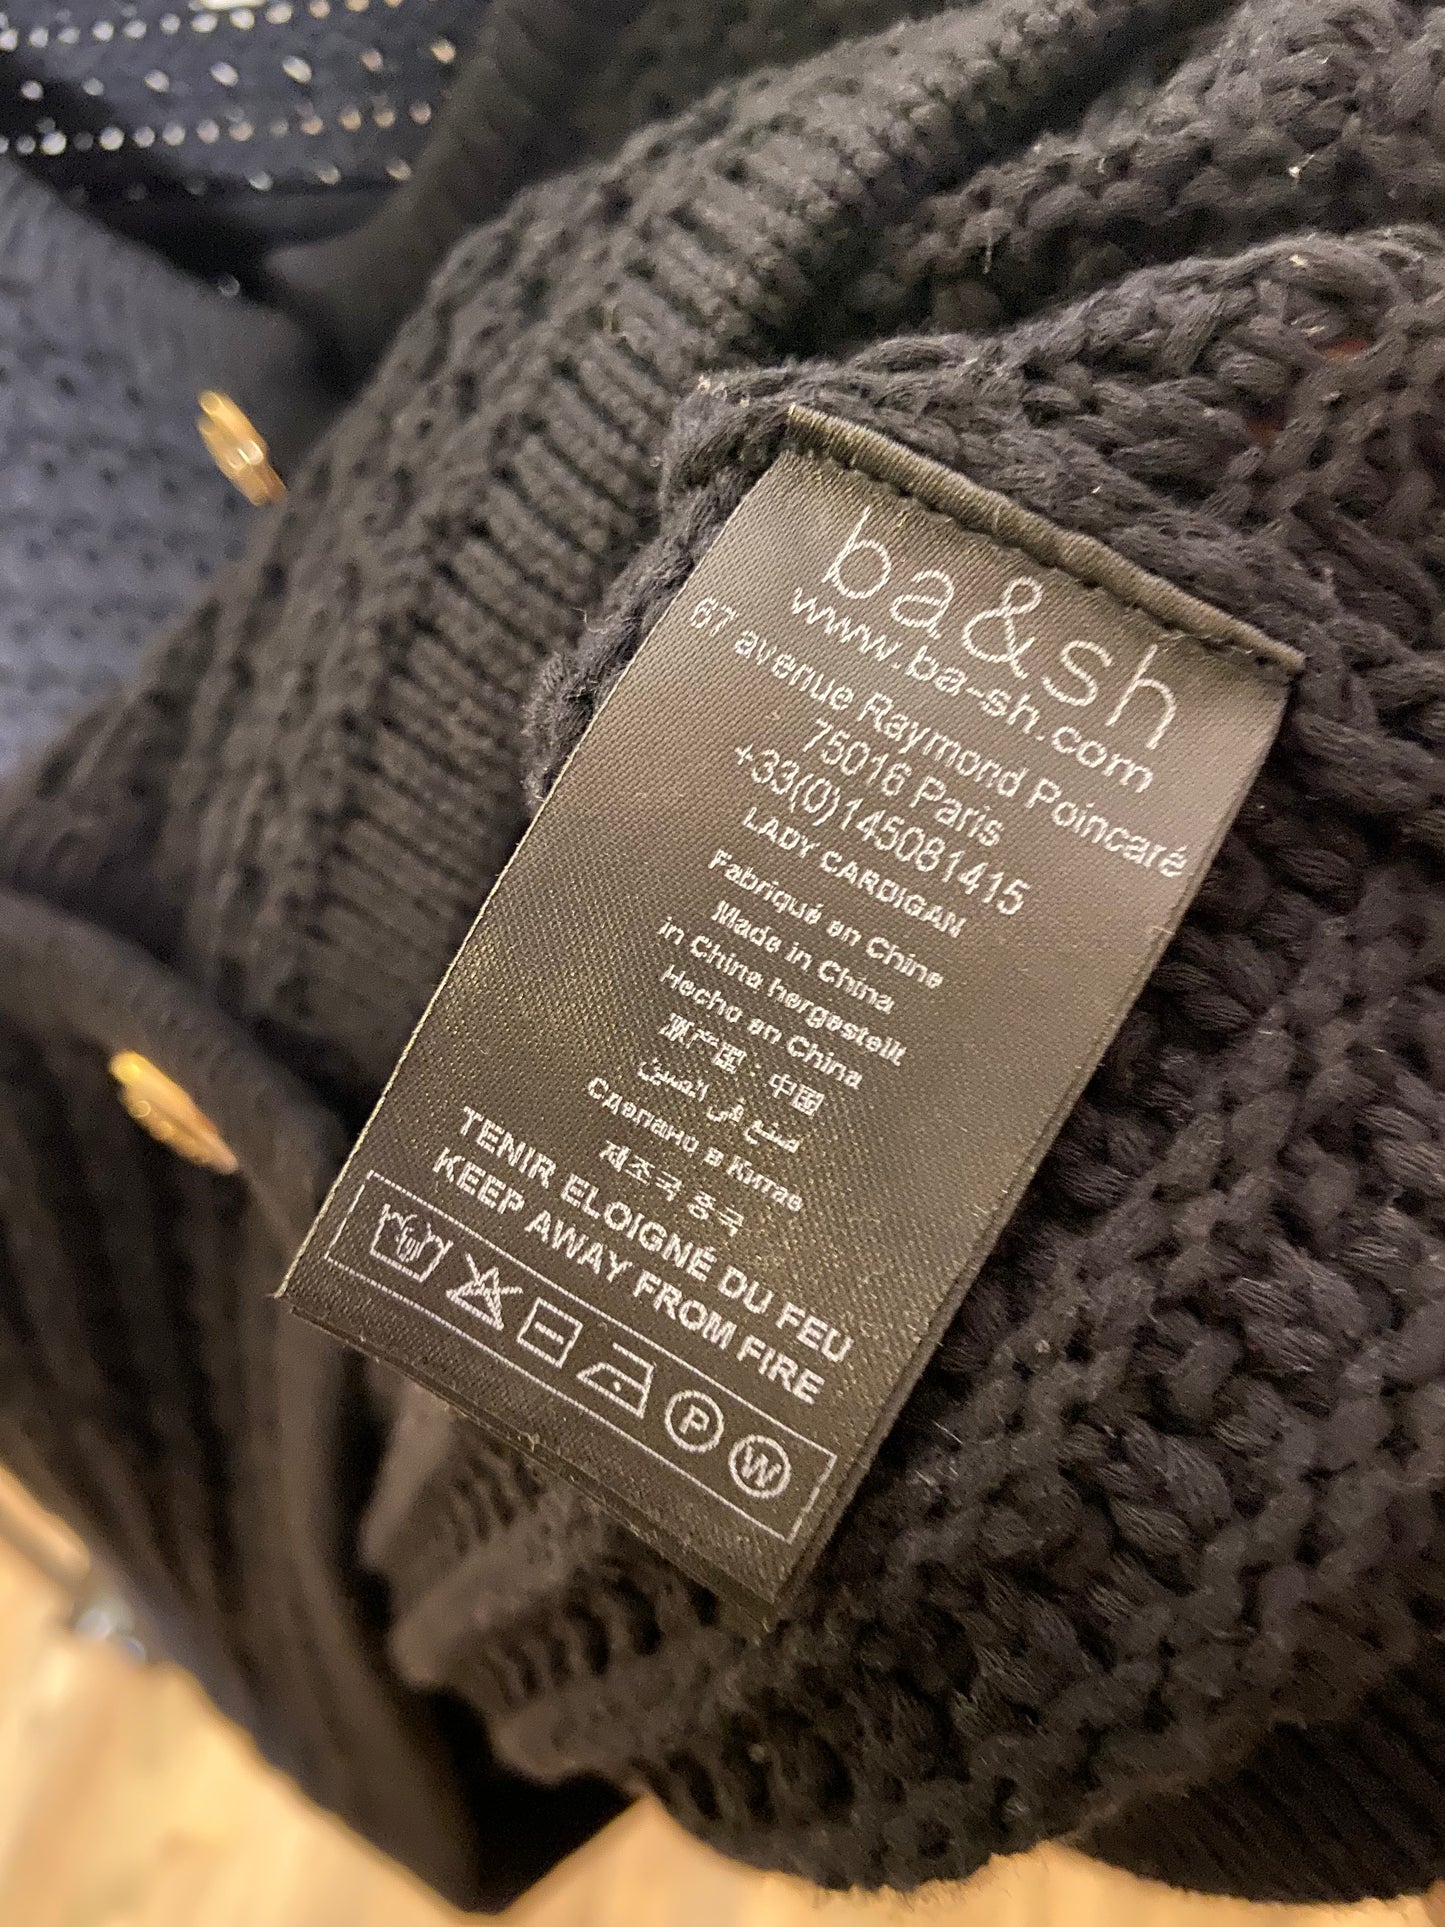 ba&sh
www.ba-sh.com
67 avenue Raymond Poincaré
75016 Paris
+33(0)145081415
LADY CARDIGAN
Fabriqué en Chine
Made in China
in China hergestellt
Hecho en China
原产国：中国
صنع في الصين
Сделано в Китае
제조국 중국
TENIR ELOIGNÉ DU FEU
KEEP AWAY FROM FIRE
P W